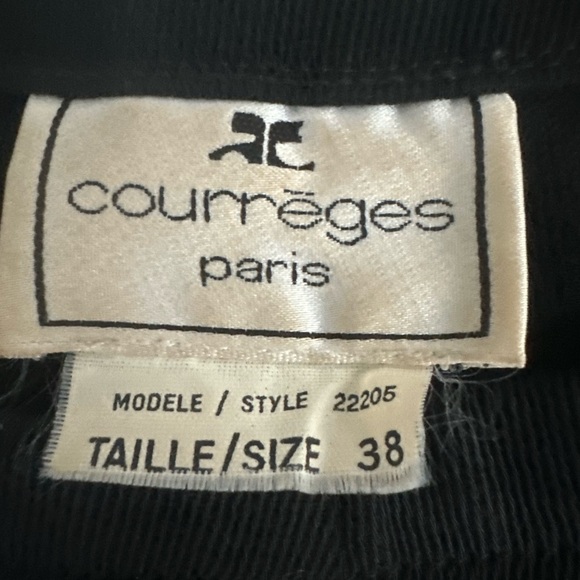 courrèges
paris
MODELE / STYLE 22205
TAILLE/SIZE 38